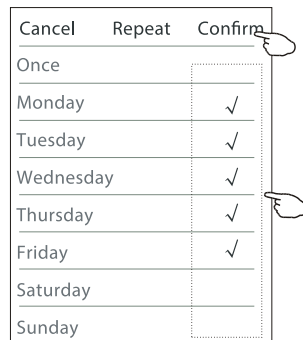 Cancel Repeat Confirm
Once
Monday √
Tuesday √
Wednesday √
Thursday √
Friday √
Saturday
Sunday